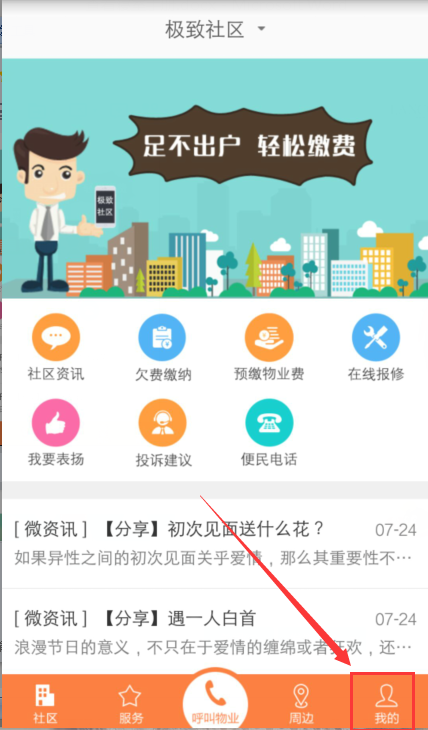 极致社区
足不出户 轻松缴费
极致
社区
社区资讯 欠费缴纳 预缴物业费 在线报修
我要表扬 投诉建议 便民电话
[ 微资讯 ] 【分享】初次见面送什么花？ 07-24
如果异性之间的初次见面关乎爱情，那么其重要性不…
[ 微资讯 ] 【分享】遇一人白首 07-24
浪漫节日的意义，不只在于爱情的缠绵或者狂欢，还…
社区 服务 呼叫物业 周边 我的